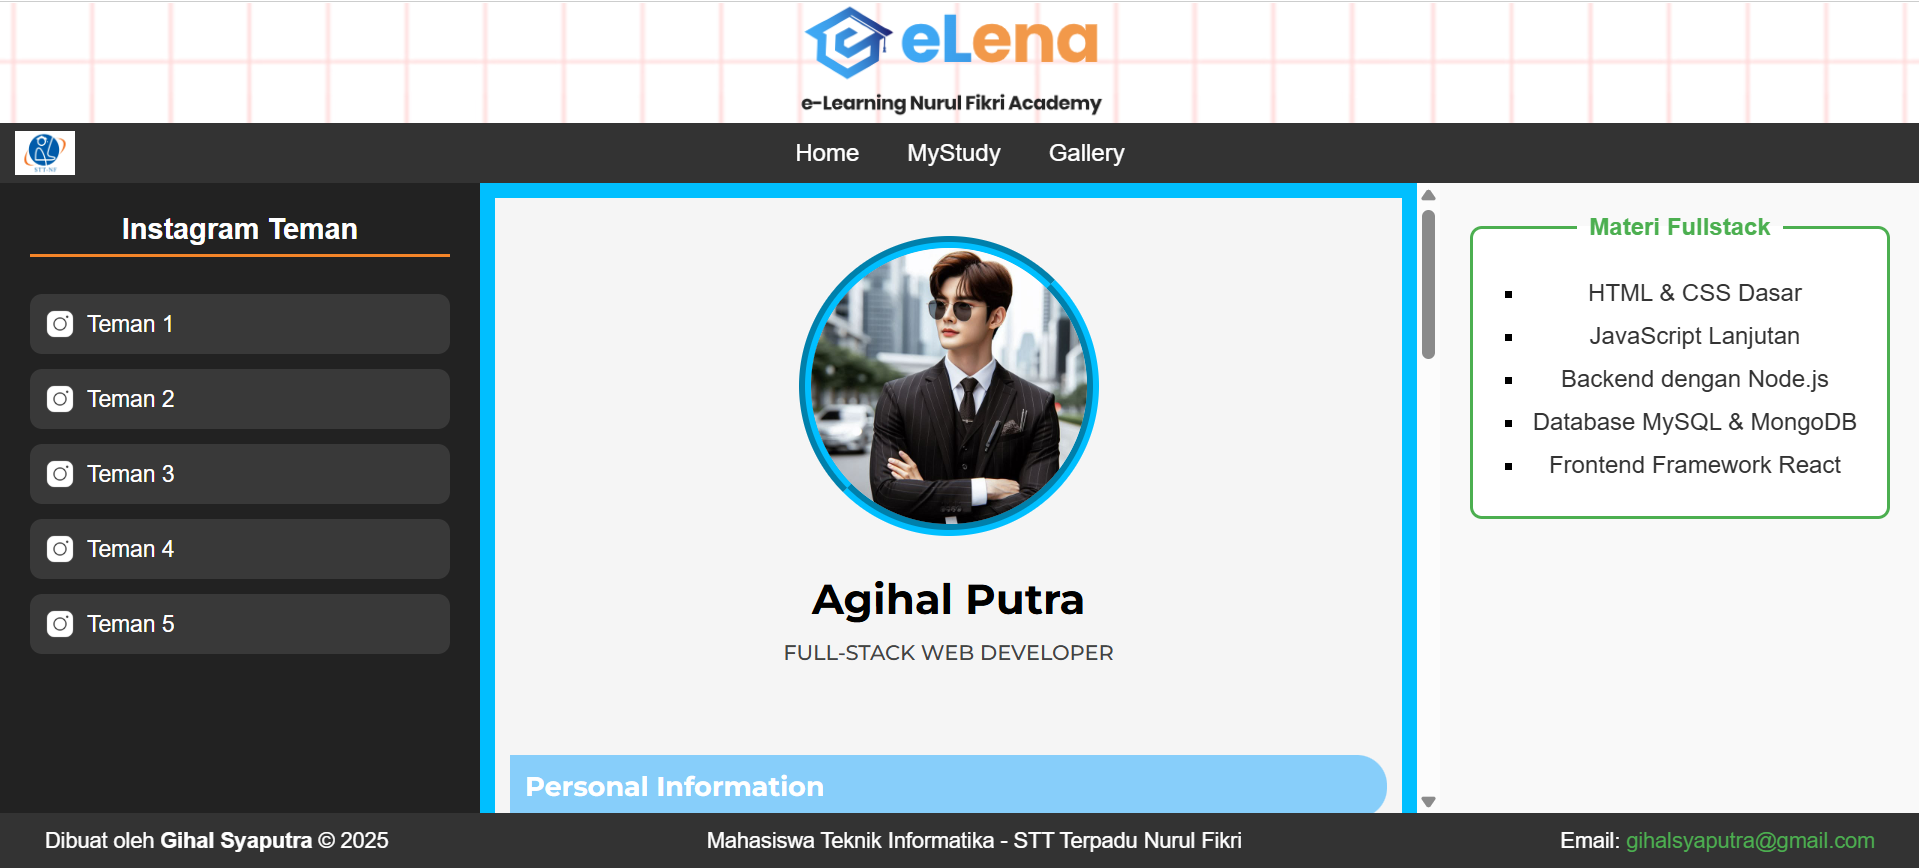 eLena
e-Learning Nurul Fikri Academy
STT-NF
Home
MyStudy
Gallery
Instagram Teman
Teman 1
Teman 2
Teman 3
Teman 4
Teman 5
Agihal Putra
FULL-STACK WEB DEVELOPER
Personal Information
Materi Fullstack
HTML & CSS Dasar
JavaScript Lanjutan
Backend dengan Node.js
Database MySQL & MongoDB
Frontend Framework React
Dibuat oleh Gihal Syaputra © 2025
Mahasiswa Teknik Informatika - STT Terpadu Nurul Fikri
Email: gihalsyaputra@gmail.com